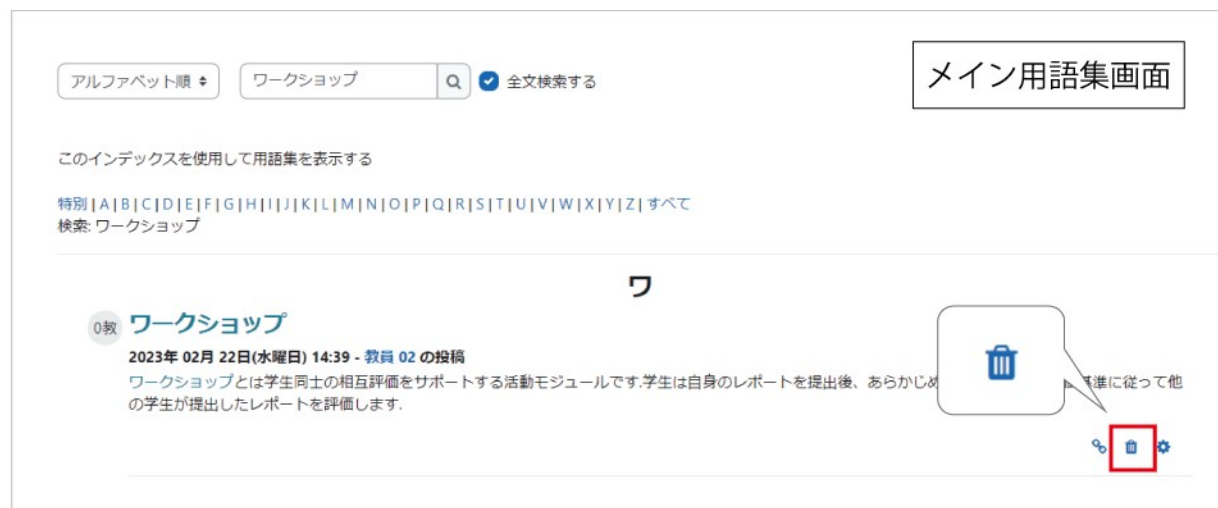 アルファベット順
ワークショップ
全文検索する
メイン用語集画面
このインデックスを使用して用語集を表示する
特別 | A | B | C | D | E | F | G | H | I | J | K | L | M | N | O | P | Q | R | S | T | U | V | W | X | Y | Z | すべて
検索: ワークショップ
ワ
0教
ワークショップ
2023年 02月 22日(水曜日) 14:39 - 教員 02 の投稿
ワークショップとは学生同士の相互評価をサポートする活動モジュールです.学生は自身のレポートを提出後、あらかじめ 基準に従って他
の学生が提出したレポートを評価します.